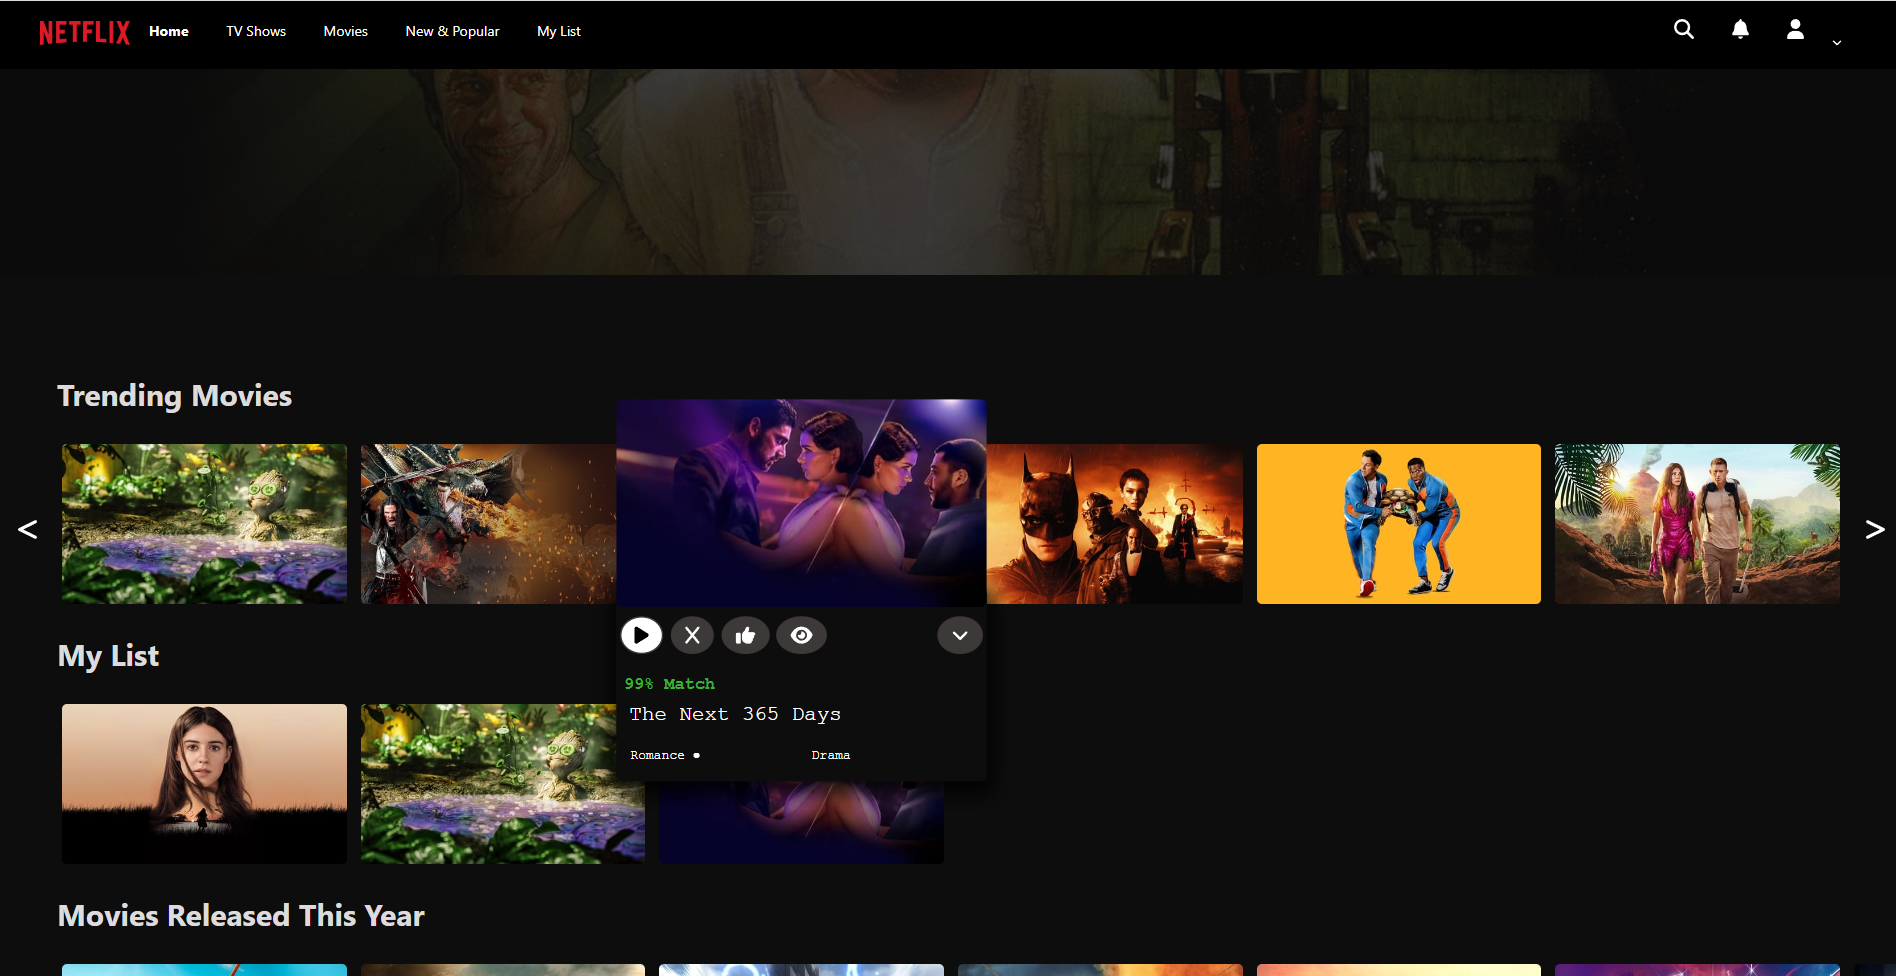 NETFLIX Home TV Shows Movies New & Popular My List
Trending Movies
< >
99% Match
The Next 365 Days
Romance • Drama
My List
Movies Released This Year